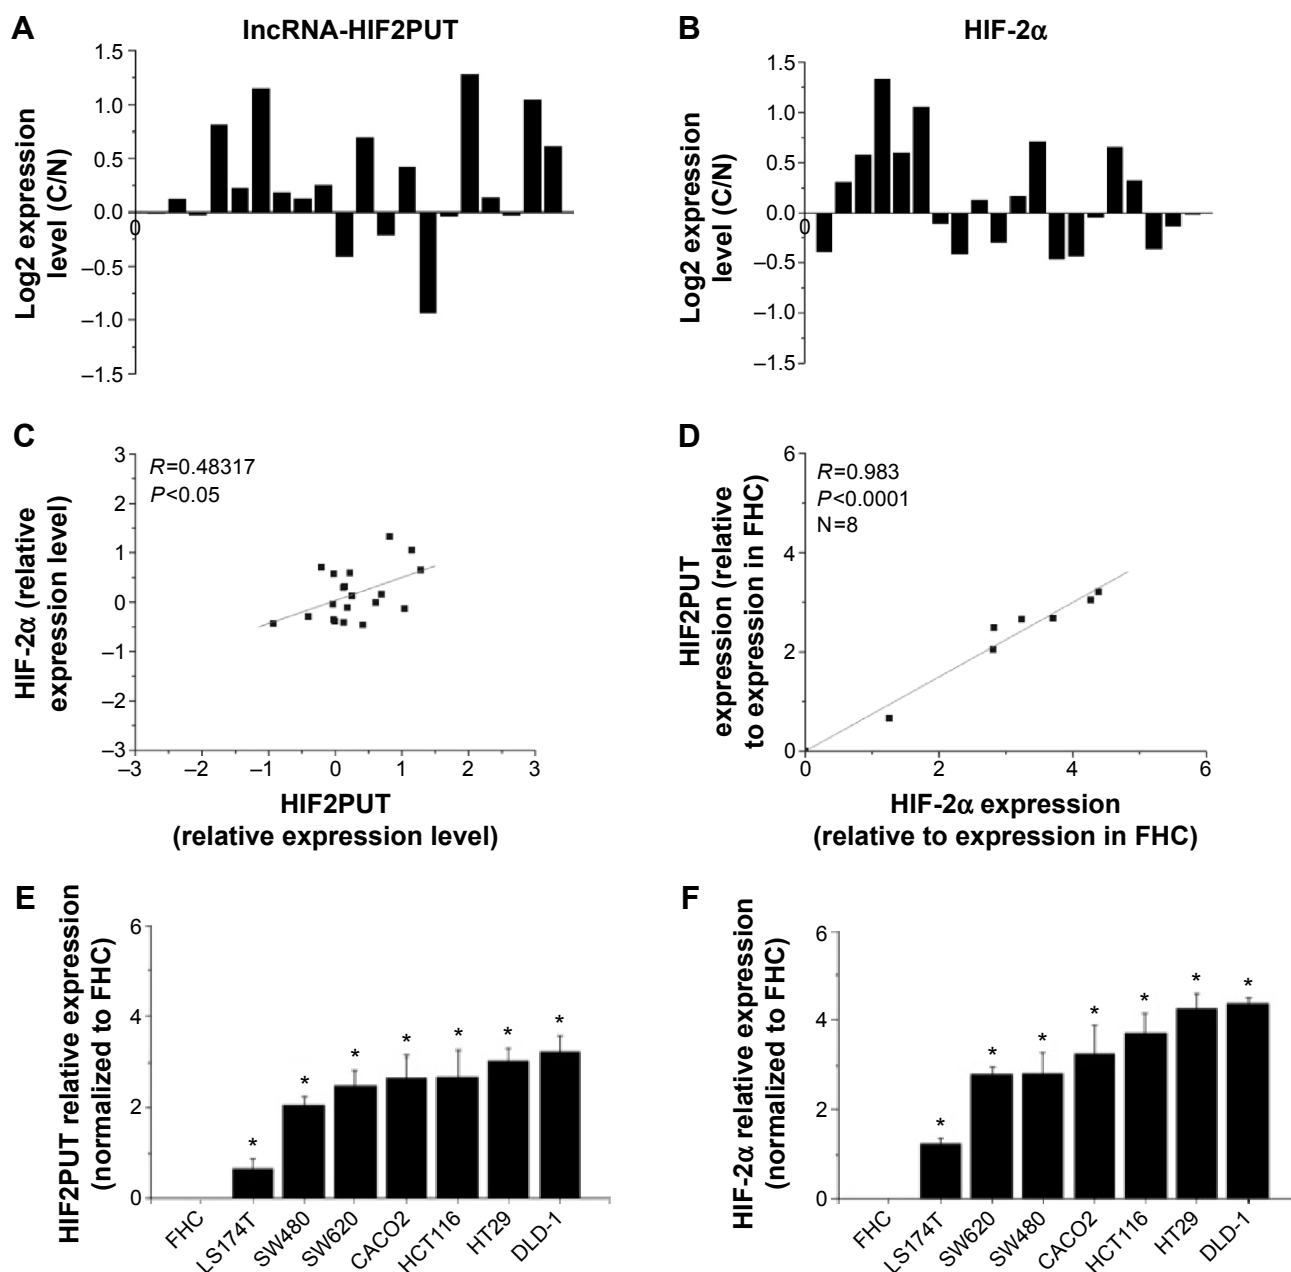 A
lncRNA-HIF2PUT
Log2 expression
level (C/N)
1.5
1.0
0.5
0.0
0
–0.5
–1.0
–1.5
B
HIF-2α
Log2 expression
level (C/N)
1.5
1.0
0.5
0.0
0
–0.5
–1.0
–1.5
C
HIF-2α (relative
expression level)
3
2
1
0
–1
–2
–3
R=0.48317
P<0.05
–3
–2
–1
0
1
2
3
HIF2PUT
(relative expression level)
D
HIF2PUT
expression (relative
to expression in FHC)
6
4
2
0
R=0.983
P<0.0001
N=8
0
2
4
6
HIF-2α expression
(relative to expression in FHC)
E
HIF2PUT relative expression
(normalized to FHC)
6
4
2
0
*
*
*
*
*
*
*
FHC
LS174T
SW480
SW620
CACO2
HCT116
HT29
DLD-1
F
HIF-2α relative expression
(normalized to FHC)
6
4
2
0
*
*
*
*
*
*
*
FHC
LS174T
SW620
SW480
CACO2
HCT116
HT29
DLD-1